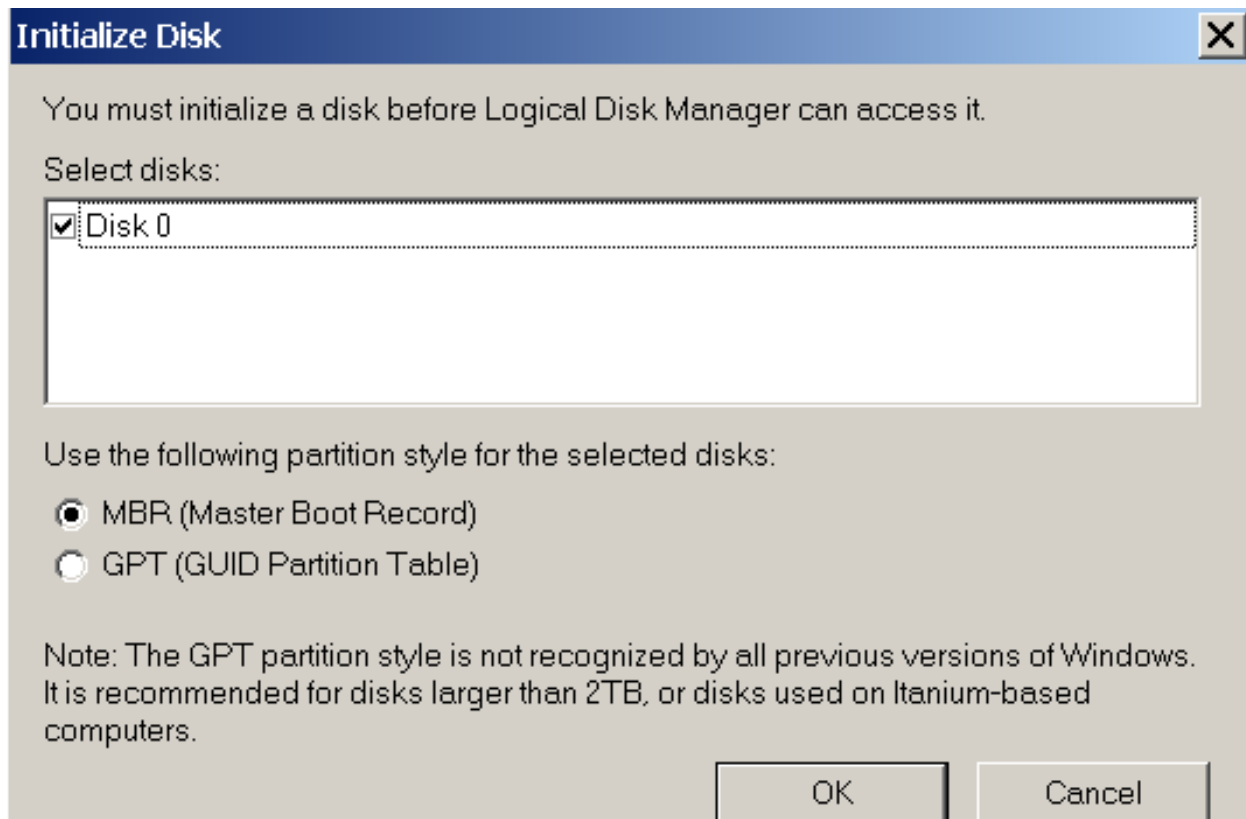 Initialize Disk
You must initialize a disk before Logical Disk Manager can access it.
Select disks:
Disk 0
Use the following partition style for the selected disks:
MBR (Master Boot Record)
GPT (GUID Partition Table)
Note: The GPT partition style is not recognized by all previous versions of Windows.
It is recommended for disks larger than 2TB, or disks used on Itanium-based
computers.
OK Cancel